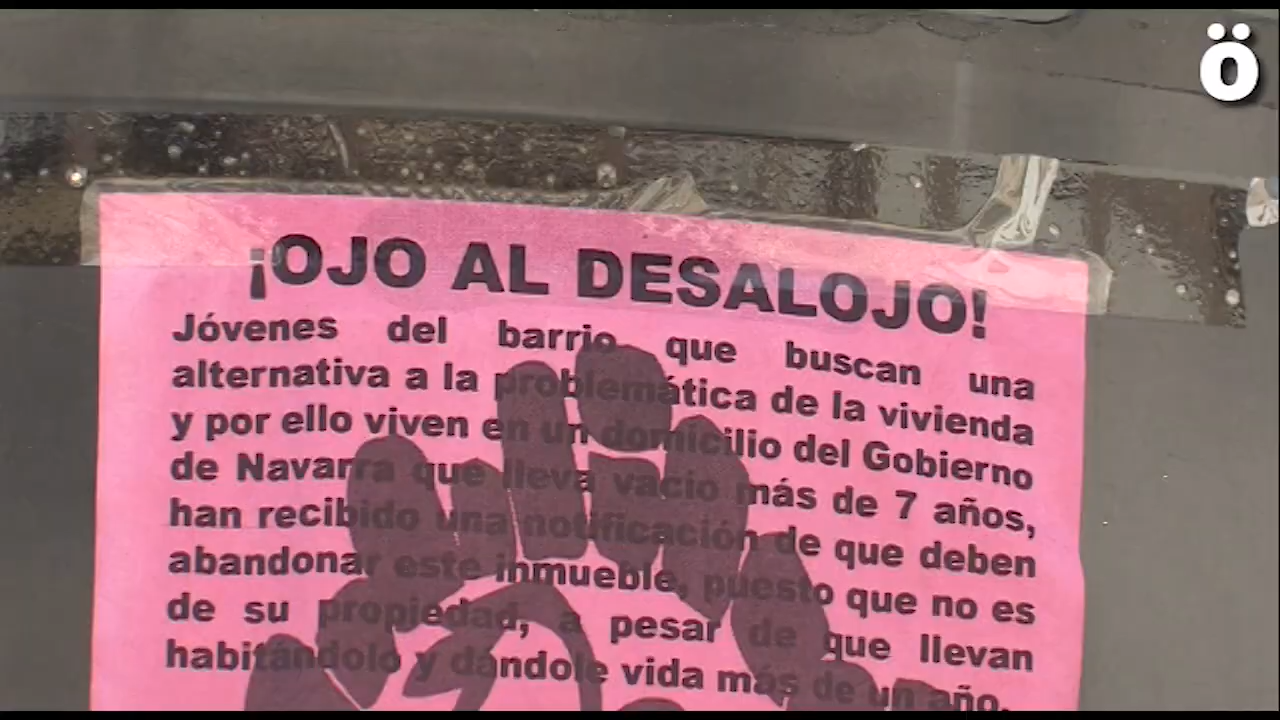 ö
¡OJO AL DESALOJO!
Jóvenes del barrio que buscan una
alternativa a la problemática de la vivienda
y por ello viven en un domicilio del Gobierno
de Navarra que lleva vacío más de 7 años,
han recibido una notificación de que deben
abandonar este inmueble, puesto que no es
de su propiedad, a pesar de que llevan
habitándolo y dándole vida más de un año.